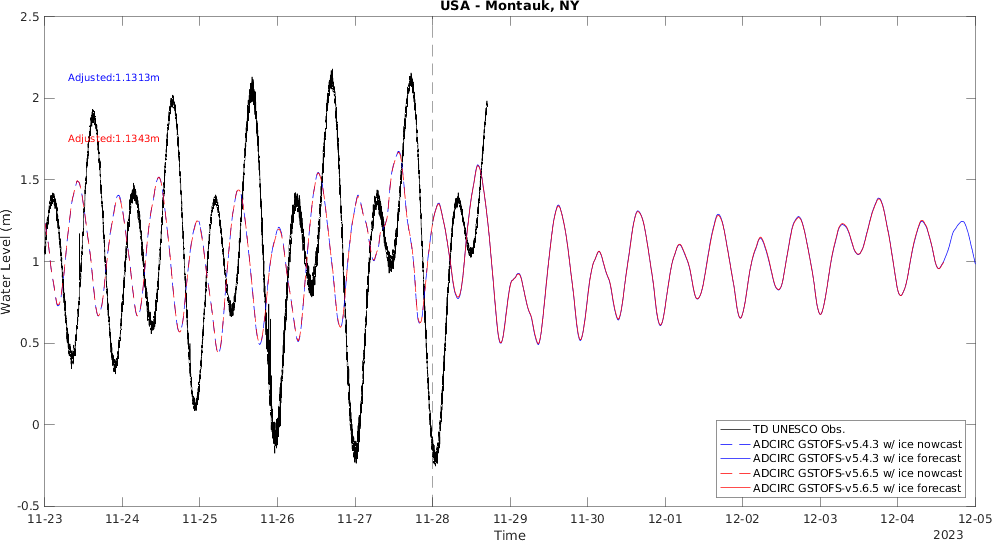 USA - Montauk, NY
2.5
2
1.5
1
0.5
0
-0.5
Water Level (m)
Adjusted:1.1313m
Adjusted:1.1343m
TD UNESCO Obs.
ADCIRC GSTOFS-v5.4.3 w/ ice nowcast
ADCIRC GSTOFS-v5.4.3 w/ ice forecast
ADCIRC GSTOFS-v5.6.5 w/ ice nowcast
ADCIRC GSTOFS-v5.6.5 w/ ice forecast
11-23 11-24 11-25 11-26 11-27 11-28 11-29 11-30 12-01 12-02 12-03 12-04 12-05
Time
2023